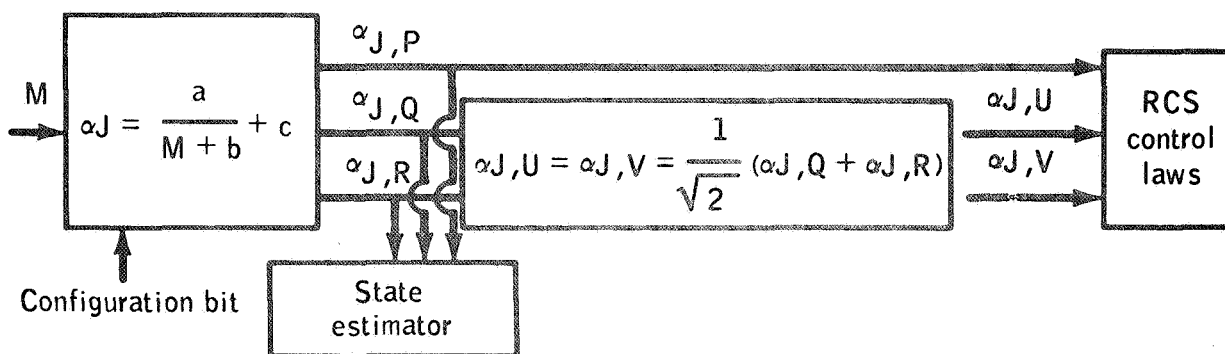 M
αJ = a / (M + b) + c
Configuration bit
αJ,P
αJ,Q
αJ,R
αJ,U = αJ,V = 1 / √2 (αJ,Q + αJ,R)
State
estimator
αJ,U
αJ,V
RCS
control
laws